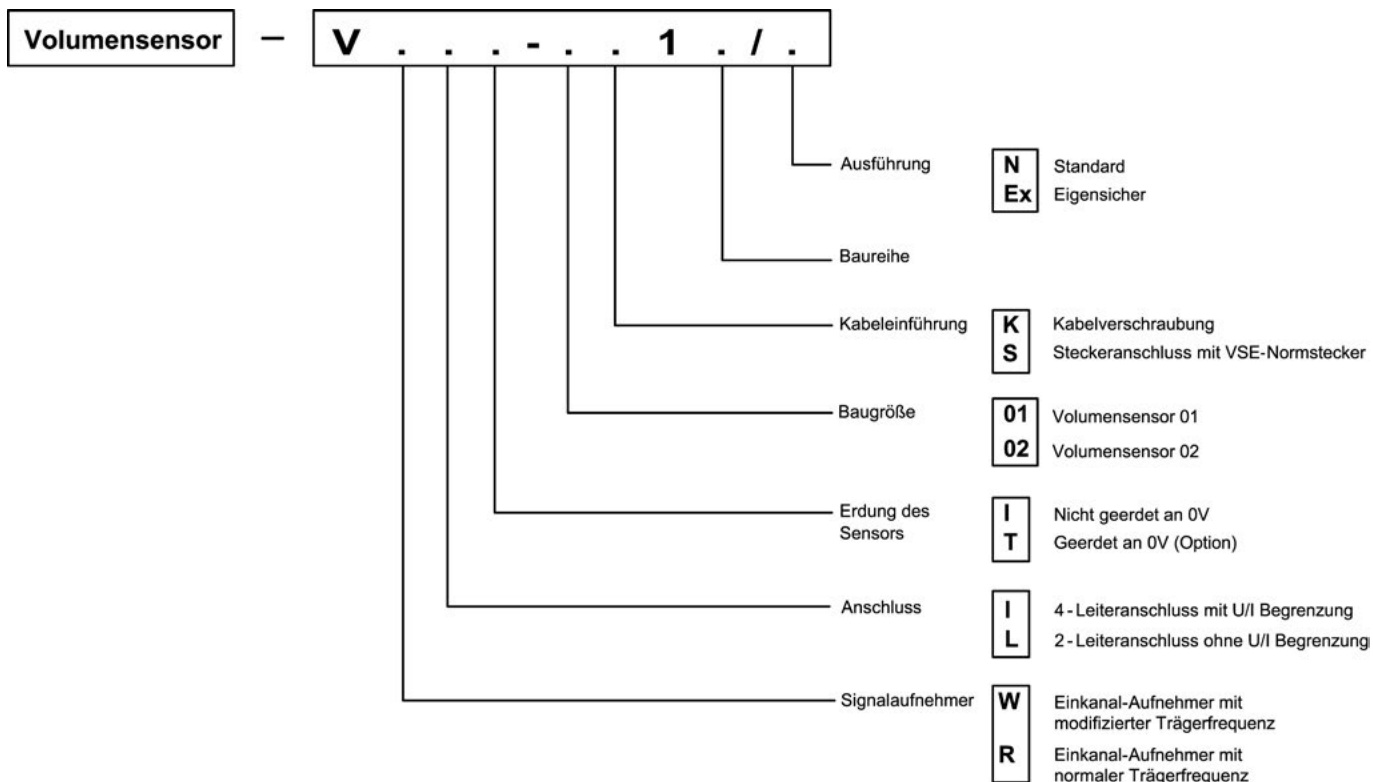 Volumensensor – V . . . - . . 1 . / .
Ausführung
N Standard
Ex Eigensicher
Baureihe
Kabeleinführung
K Kabelverschraubung
S Steckeranschluss mit VSE-Normstecker
Baugröße
01 Volumensensor 01
02 Volumensensor 02
Erdung des
Sensors
I Nicht geerdet an 0V
T Geerdet an 0V (Option)
Anschluss
I 4-Leiteranschluss mit U/I Begrenzung
L 2-Leiteranschluss ohne U/I Begrenzung
Signalaufnehmer
W Einkanal-Aufnehmer mit
modifizierter Trägerfrequenz
R Einkanal-Aufnehmer mit
normaler Trägerfrequenz